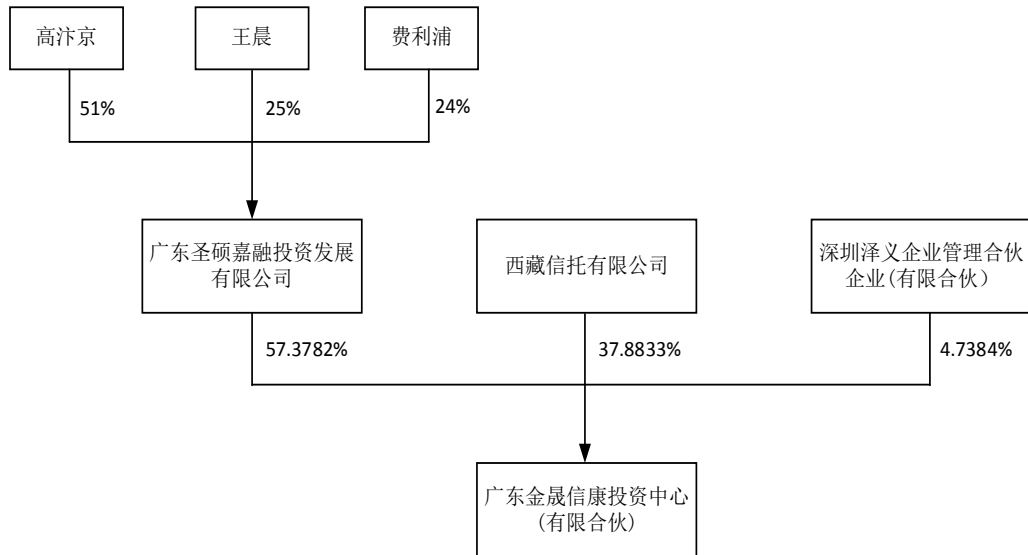 高汴京
王晨
费利浦
51%
25%
24%
广东圣硕嘉融投资发展
有限公司
西藏信托有限公司
深圳泽义企业管理合伙
企业(有限合伙）
57.3782%
37.8833%
4.7384%
广东金晟信康投资中心
(有限合伙)